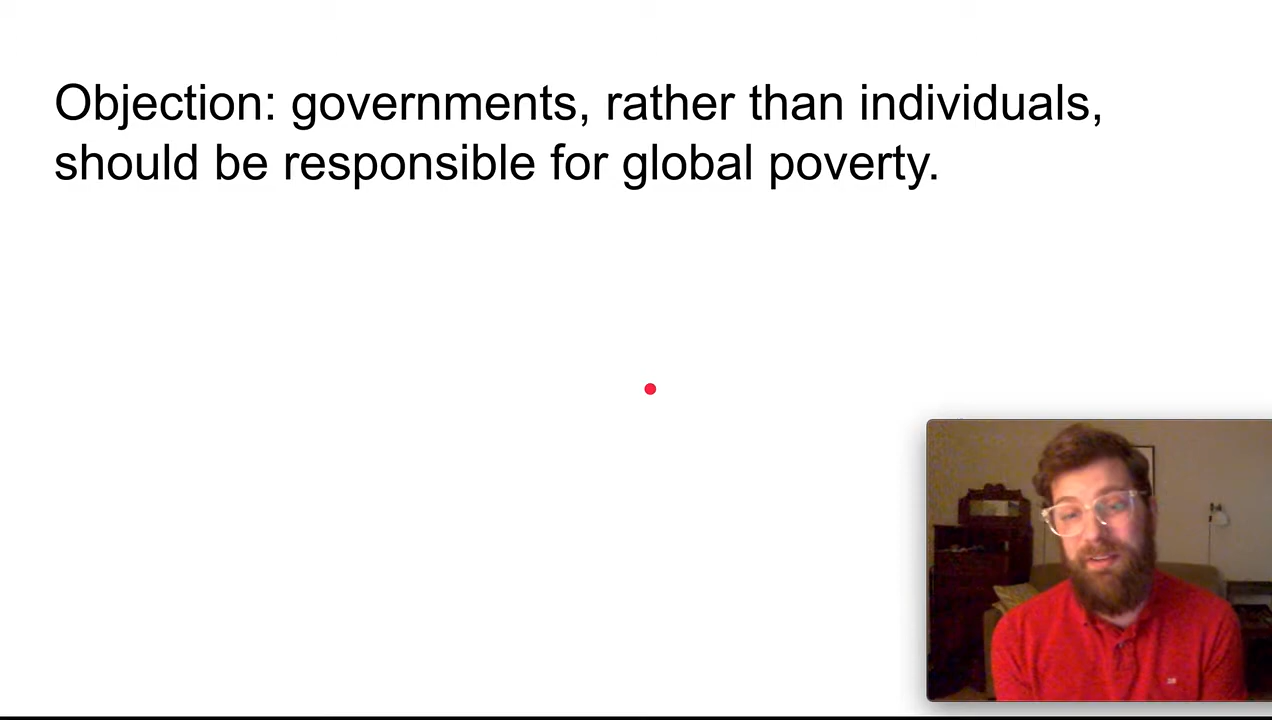 Objection: governments, rather than individuals,
should be responsible for global poverty.